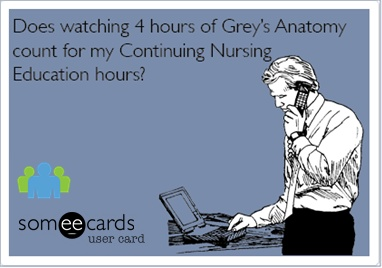 Does watching 4 hours of Grey's Anatomy
count for my Continuing Nursing
Education hours?
someecards
user card